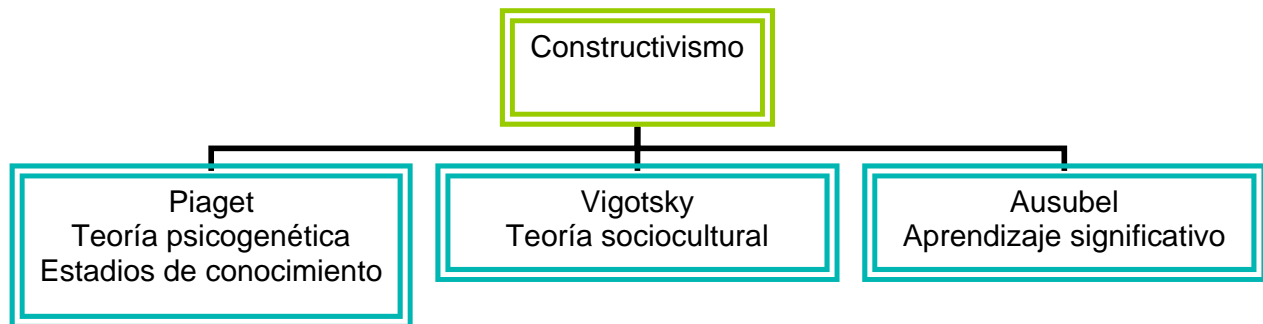 Constructivismo
Piaget
Teoría psicogenética
Estadios de conocimiento
Vigotsky
Teoría sociocultural
Ausubel
Aprendizaje significativo